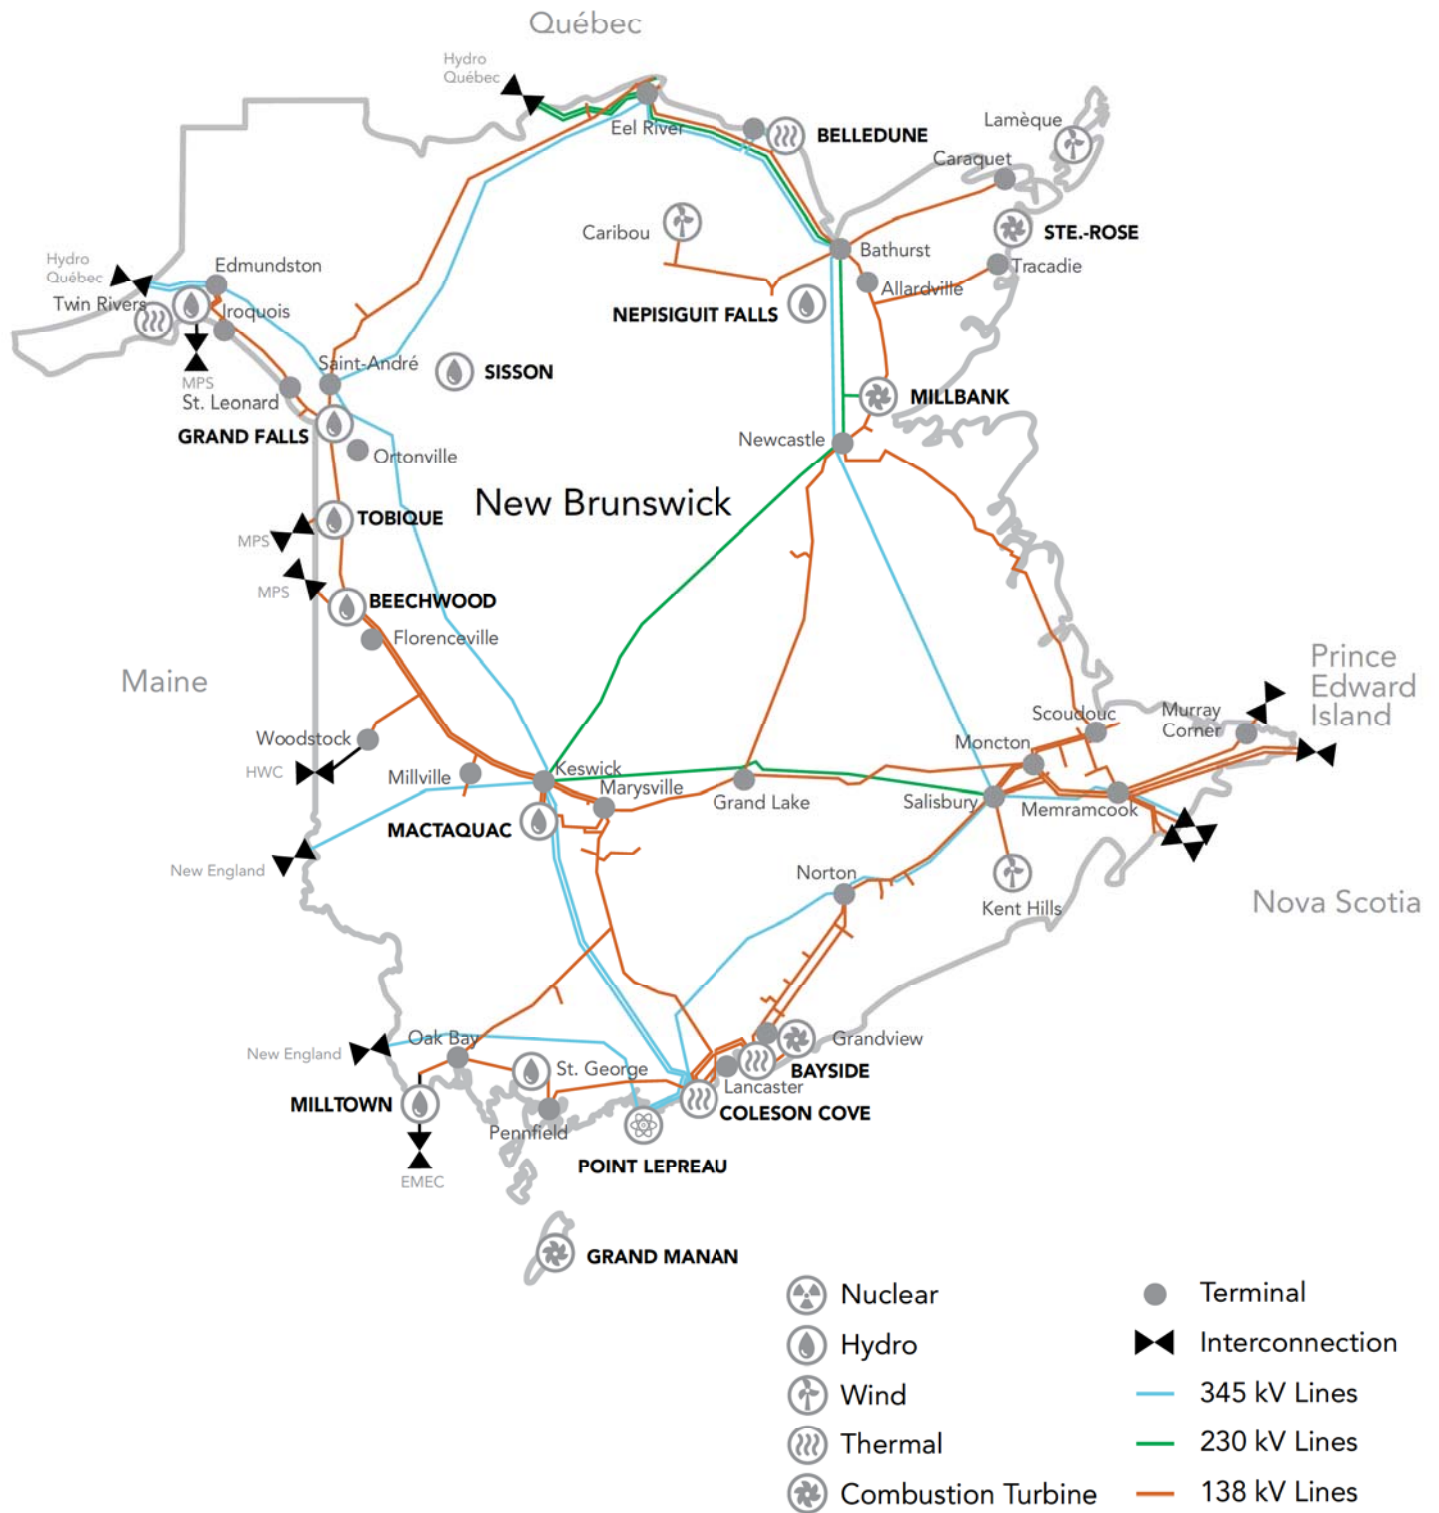 Québec
Hydro
Québec
Eel River
BELLEDUNE
Lamèque
Caraquet
Caribou
Bathurst
STE.-ROSE
Tracadie
Allardville
NEPISIGUIT FALLS
Hydro
Québec
Edmundston
Twin Rivers
Iroquois
MPS
Saint-André
St. Leonard
SISSON
GRAND FALLS
Ortonville
MILLBANK
Newcastle
New Brunswick
TOBIQUE
MPS
MPS
BEECHWOOD
Florenceville
Maine
Prince
Edward
Island
Woodstock
HWC
Millville
Keswick
Marysville
MACTAQUAC
Grand Lake
Scoudouc
Murray
Corner
Moncton
Salisbury
Memramcook
New England
Norton
Kent Hills
Nova Scotia
New England
Oak Bay
St. George
Grandview
BAYSIDE
Lancaster
MILLTOWN
COLESON COVE
Pennfield
POINT LEPREAU
EMEC
GRAND MANAN
Nuclear
Hydro
Wind
Thermal
Combustion Turbine
Terminal
Interconnection
345 kV Lines
230 kV Lines
138 kV Lines